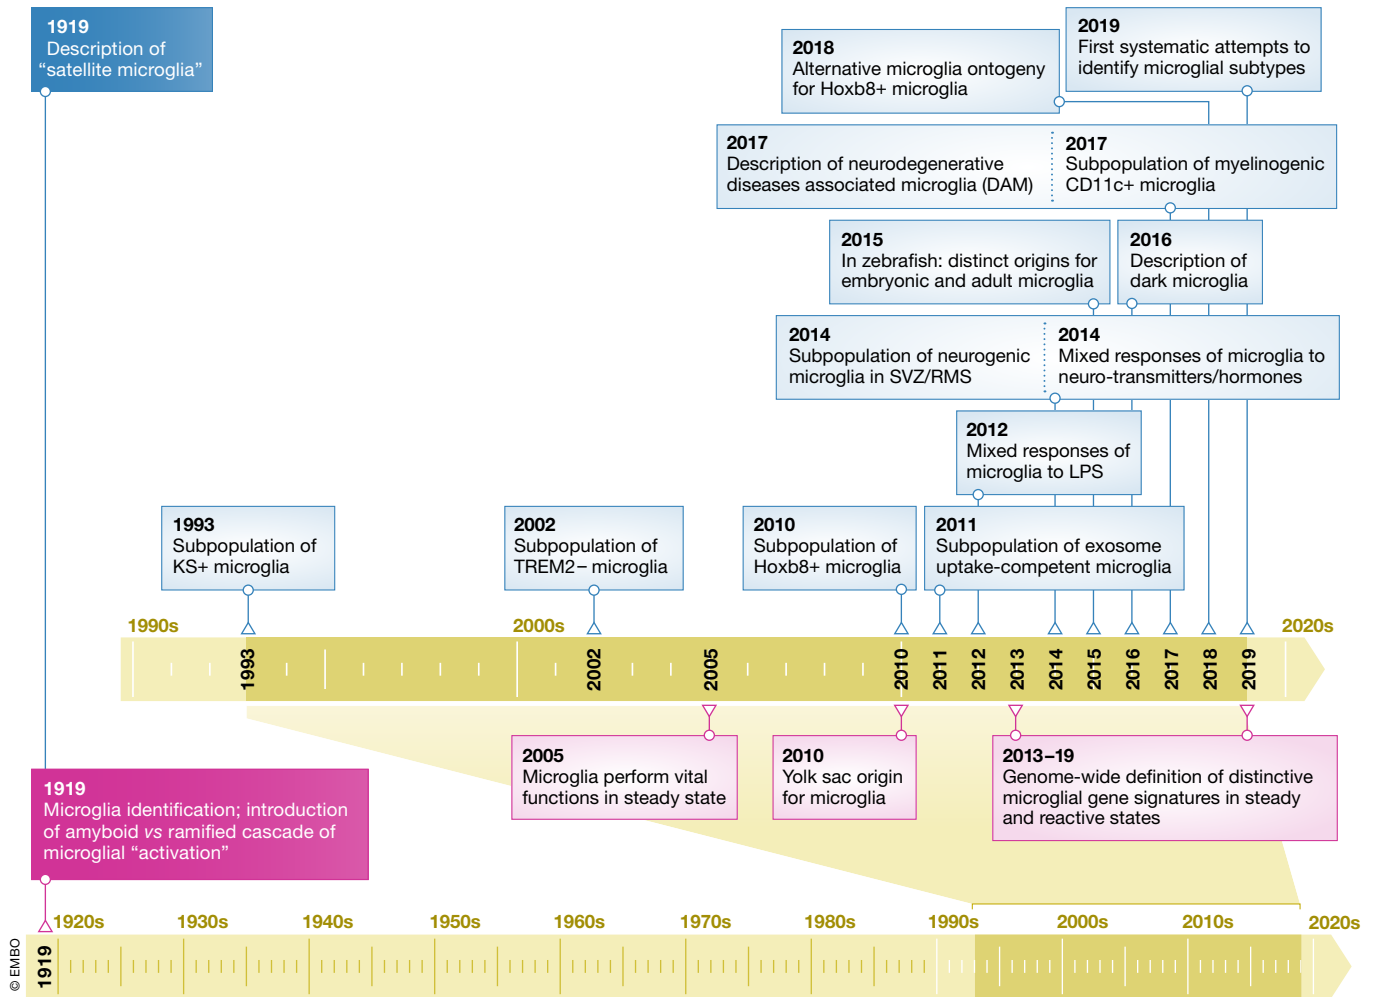 1919
Description of
“satellite microglia”
2018
Alternative microglia ontogeny
for Hoxb8+ microglia
2019
First systematic attempts to
identify microglial subtypes
2017
Description of neurodegenerative
diseases associated microglia (DAM)
2017
Subpopulation of myelinogenic
CD11c+ microglia
2015
In zebrafish: distinct origins for
embryonic and adult microglia
2016
Description of
dark microglia
2014
Subpopulation of neurogenic
microglia in SVZ/RMS
2014
Mixed responses of microglia to
neuro-transmitters/hormones
2012
Mixed responses of
microglia to LPS
1993
Subpopulation of
KS+ microglia
2002
Subpopulation of
TREM2– microglia
2010
Subpopulation of
Hoxb8+ microglia
2011
Subpopulation of exosome
uptake-competent microglia
1990s 2000s 2020s
1993 2002 2005 2010 2011 2012 2013 2014 2015 2016 2017 2018 2019
2005
Microglia perform vital
functions in steady state
2010
Yolk sac origin
for microglia
2013–19
Genome-wide definition of distinctive
microglial gene signatures in steady
and reactive states
1919
Microglia identification; introduction
of amyboid vs ramified cascade of
microglial “activation”
1920s 1930s 1940s 1950s 1960s 1970s 1980s 1990s 2000s 2010s 2020s
1919
© EMBO